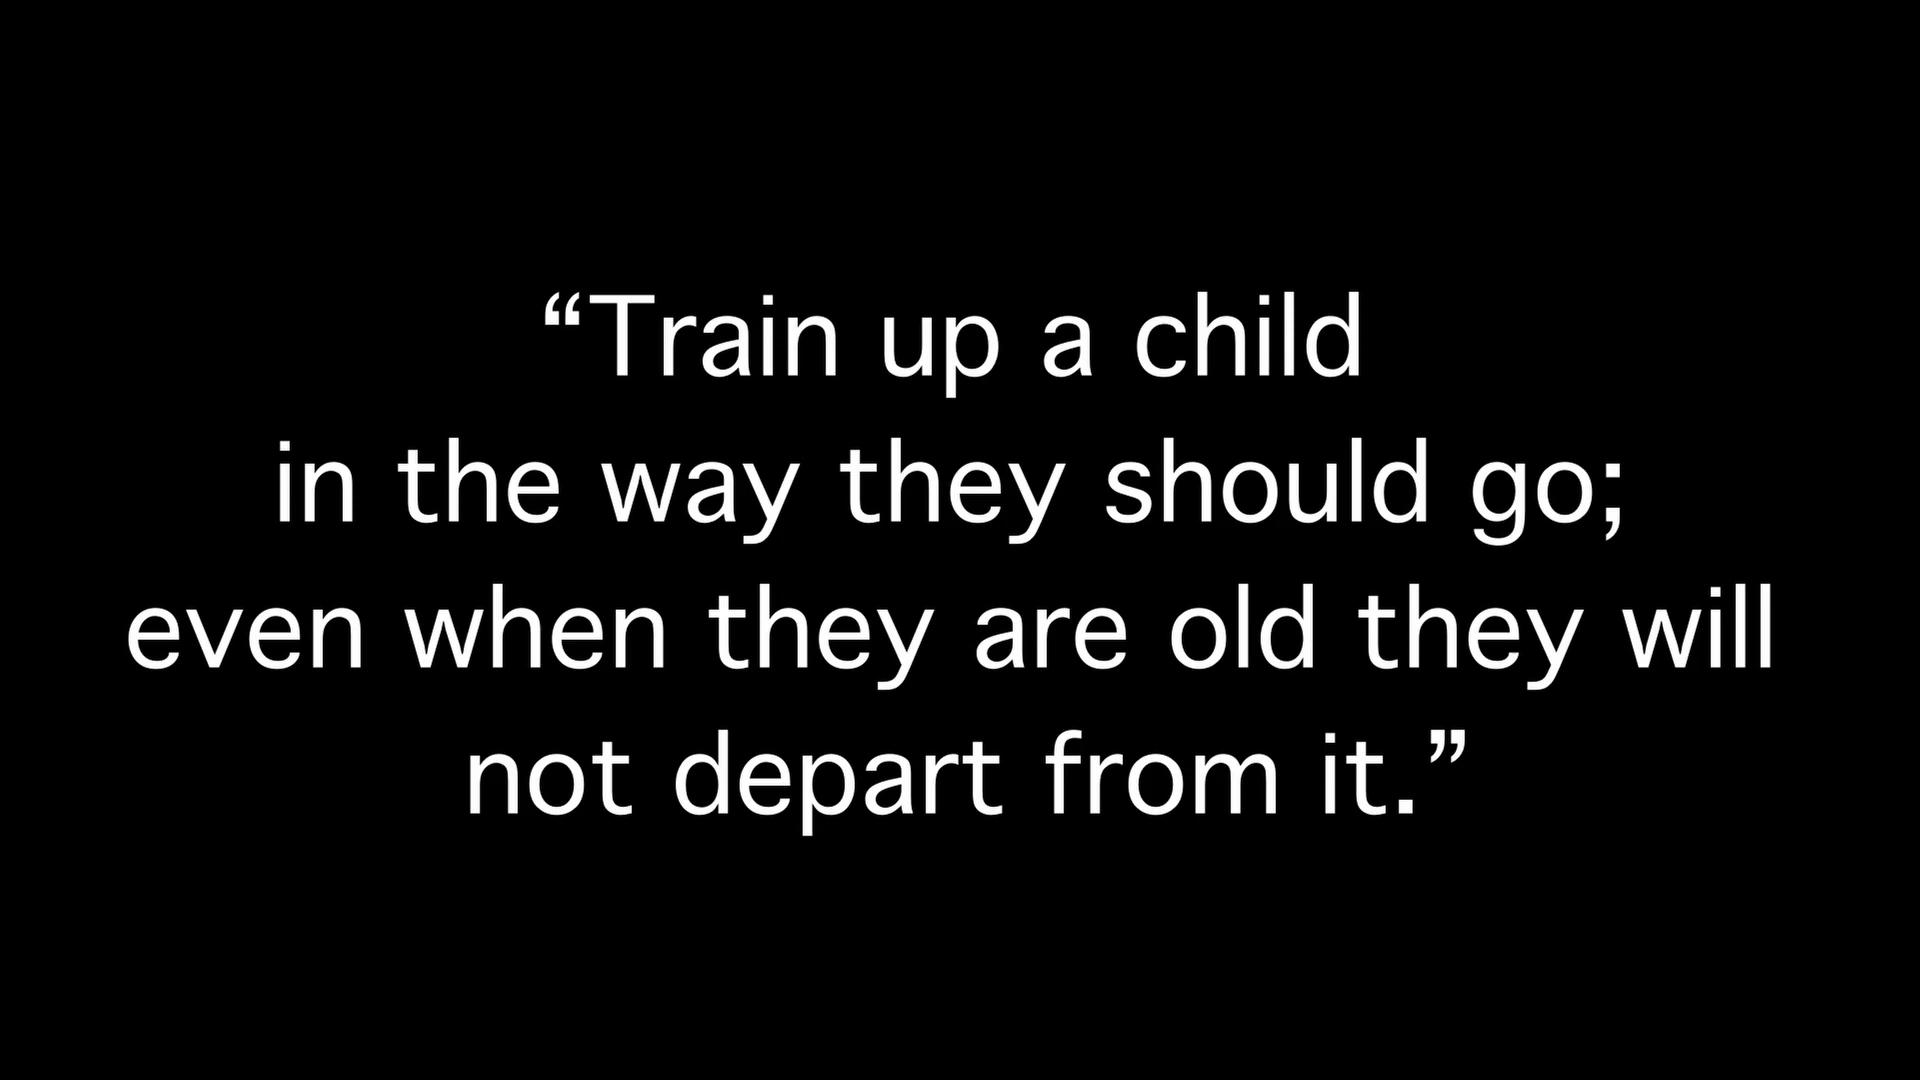 “Train up a child
in the way they should go;
even when they are old they will
not depart from it.”